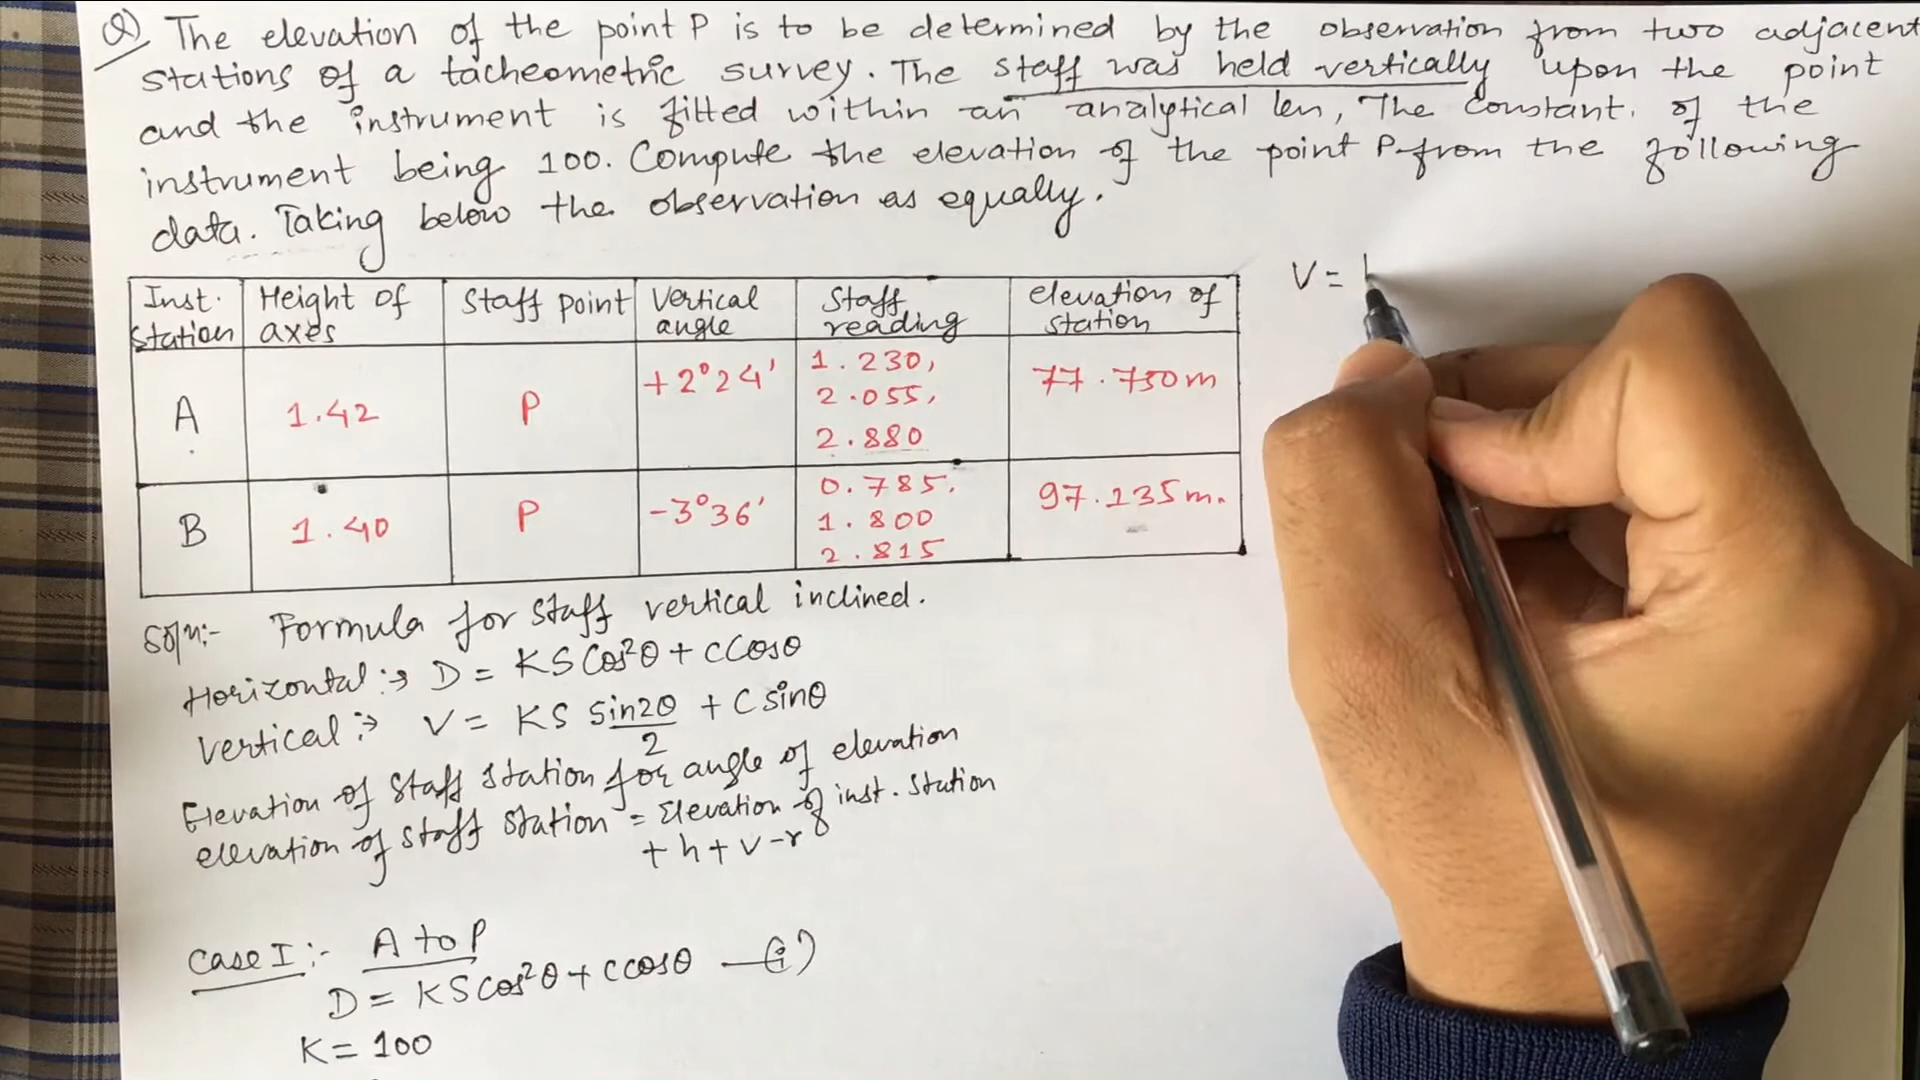 Q) The elevation of the point P is to be determined by the observation from two adjacent
stations of a tacheometric survey. The staff was held vertically upon the point
and the instrument is fitted within an analytical len, The Constant. of the
instrument being 100. Compute the elevation of the point P from the following
data. Taking below the observation as equally.
Inst. station Height of axes Staff point Vertical angle Staff reading elevation of station
A 1.42 P +2°24' 1.230, 2.055, 2.880 77.750m
B 1.40 P -3°36' 0.785. 1.800 2.815 97.135m.
V =
Soln:- Formula for staff vertical inclined.
Horizontal :→ D = KS Cos²θ + CCosθ
Vertical :→ V = KS Sin2θ/2 + C sinθ
Elevation of Staff station for angle of elevation
elevation of staff station = Elevation of inst. station
+ h + v - r
Case I :- A to P
D = KS cos²θ + ccosθ —(i)
K = 100